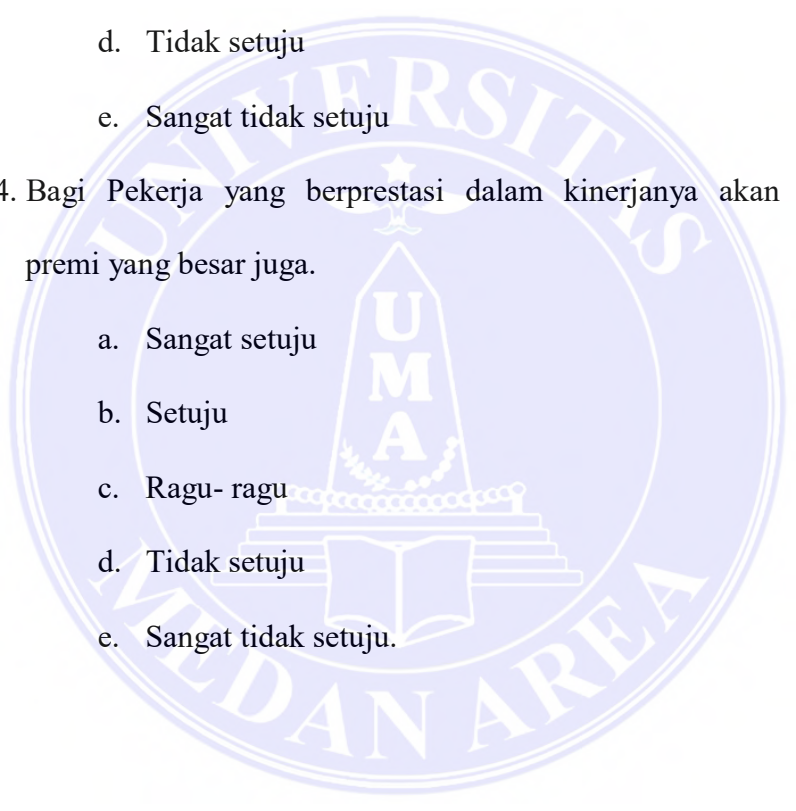 d. Tidak setuju
e. Sangat tidak setuju
4. Bagi Pekerja yang berprestasi dalam kinerjanya akan
premi yang besar juga.
a. Sangat setuju
b. Setuju
c. Ragu- ragu
d. Tidak setuju
e. Sangat tidak setuju.
UNIVERSITAS
UMA
MEDAN AREA